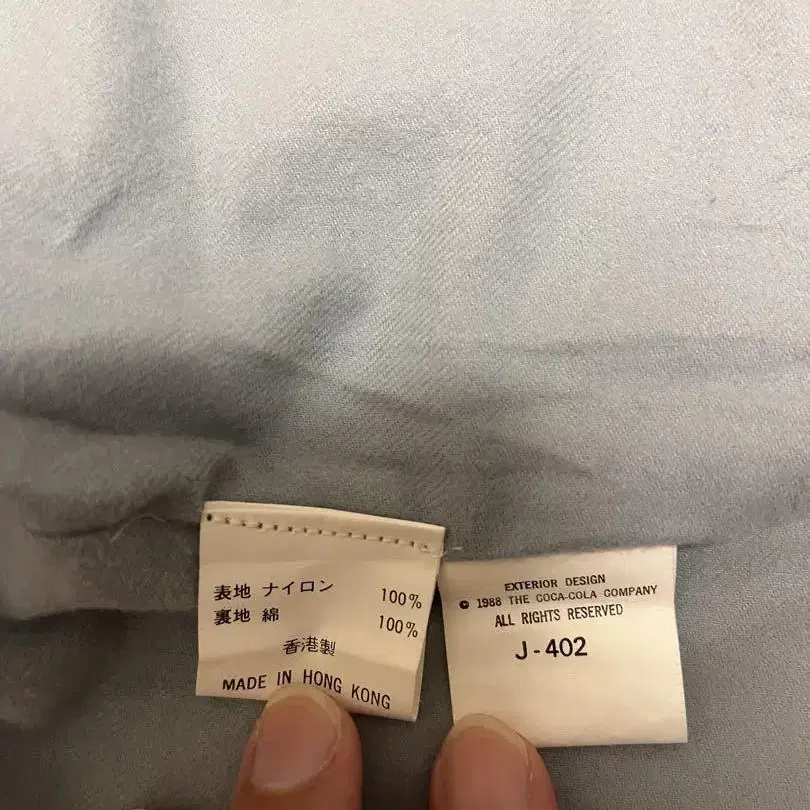 表地 ナイロン 100%
裏地 綿 100%
香港製
MADE IN HONG KONG
EXTERIOR DESIGN
© 1988 THE COCA-COLA COMPANY
ALL RIGHTS RESERVED
J-402